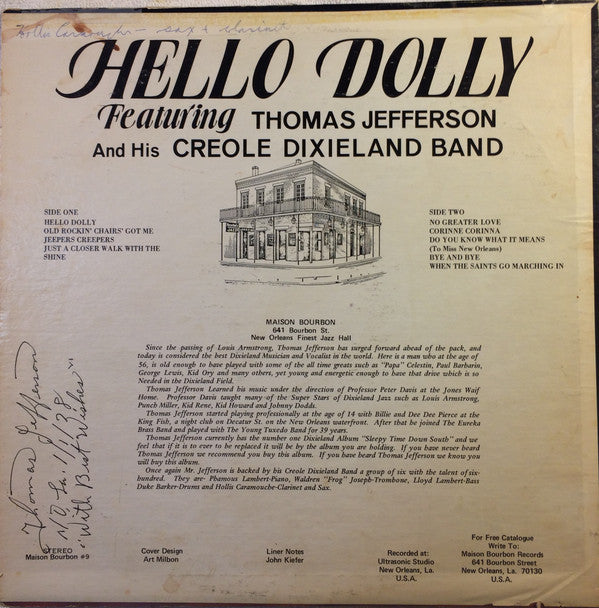 Hollis Caramouche - sax & clarinet
HELLO DOLLY
Featuring THOMAS JEFFERSON
And His CREOLE DIXIELAND BAND
SIDE ONE
HELLO DOLLY
OLD ROCKIN' CHAIRS' GOT ME
JEEPERS CREEPERS
JUST A CLOSER WALK WITH THE
SHINE
SIDE TWO
NO GREATER LOVE
CORINNE CORINNA
DO YOU KNOW WHAT IT MEANS
(To Miss New Orleans)
BYE AND BYE
WHEN THE SAINTS GO MARCHING IN
MAISON BOURBON
641 Bourbon St.
New Orleans Finest Jazz Hall
Since the passing of Louis Armstrong, Thomas Jefferson has surged forward ahead of the pack, and
today is considered the best Dixieland Musician and Vocalist in the world. Here is a man who at the age of
56, is old enough to have played with some of the all time greats such as "Papa" Celestin, Paul Barbarin,
George Lewis, Kid Ory and many others, yet young and energetic enough to have that drive which is so
Needed in the Dixieland Field.
Thomas Jefferson Learned his music under the direction of Professor Peter Davis at the Jones Waif
Home. Professor Davis taught many of the Super Stars of Dixieland Jazz such as Louis Armstrong,
Punch Miller, Kid Rene, Kid Howard and Johnny Dodds.
Thomas Jefferson started playing professionally at the age of 14 with Billie and Dee Dee Pierce at the
King Fish, a night club on Decatur St. on the New Orleans waterfront. After that he joined The Eureka
Brass Band and played with The Young Tuxedo Band for 39 years.
Thomas Jefferson currently has the number one Dixieland Album "Sleepy Time Down South" and we
feel that if it is to ever to be replaced it will be by the album you are holding. If you have never heard
Thomas Jefferson we recommend you buy this album. If you have heard Thomas Jefferson we know you
will buy this album.
Once again Mr. Jefferson is backed by his Creole Dixieland Band a group of six with the talent of six-
hundred. They are- Phamous Lambert-Piano, Waldren "Frog" Joseph-Trombone, Lloyd Lambert-Bass
Duke Barker-Drums and Hollis Caramouche-Clarinet and Sax.
Thomas Jefferson
N.O. La.
"With Best Wishes"
STEREO
Maison Bourbon #9
Cover Design
Art Milbon
Liner Notes
John Kiefer
Recorded at:
Ultrasonic Studio
New Orleans, La.
U.S.A.
For Free Catalogue
Write To:
Maison Bourbon Records
641 Bourbon Street
New Orleans, La. 70130
U.S.A.